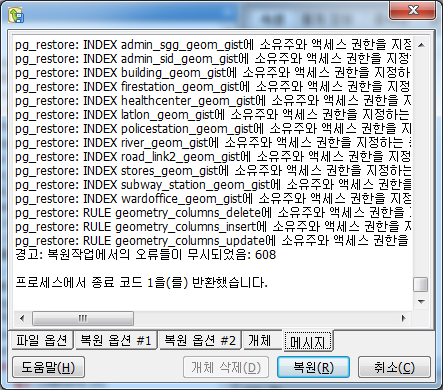 pg_restore: INDEX admin_sgg_geom_gist에 소유주와 액세스 권한을 지정
pg_restore: INDEX admin_sid_geom_gist에 소유주와 액세스 권한을 지정
pg_restore: INDEX building_geom_gist에 소유주와 액세스 권한을 지정하
pg_restore: INDEX firestation_geom_gist에 소유주와 액세스 권한을 지정
pg_restore: INDEX healthcenter_geom_gist에 소유주와 액세스 권한을
pg_restore: INDEX latlon_geom_gist에 소유주와 액세스 권한을 지정하는
pg_restore: INDEX policestation_geom_gist에 소유주와 액세스 권한을 지
pg_restore: INDEX river_geom_gist에 소유주와 액세스 권한을 지정하는
pg_restore: INDEX road_link2_geom_gist에 소유주와 액세스 권한을 지정
pg_restore: INDEX stores_geom_gist에 소유주와 액세스 권한을 지정하는
pg_restore: INDEX subway_station_geom_gist에 소유주와 액세스 권한을
pg_restore: INDEX wardoffice_geom_gist에 소유주와 액세스 권한을 지정
pg_restore: RULE geometry_columns_delete에 소유주와 액세스 권한을
pg_restore: RULE geometry_columns_insert에 소유주와 액세스 권한을
pg_restore: RULE geometry_columns_update에 소유주와 액세스 권한을
경고: 복원작업에서의 오류들이 무시되었음: 608
프로세스에서 종료 코드 1을(를) 반환했습니다.
파일 옵션 복원 옵션 #1 복원 옵션 #2 개체 메시지
도움말(H) 개체 삭제(D) 복원(R) 취소(C)